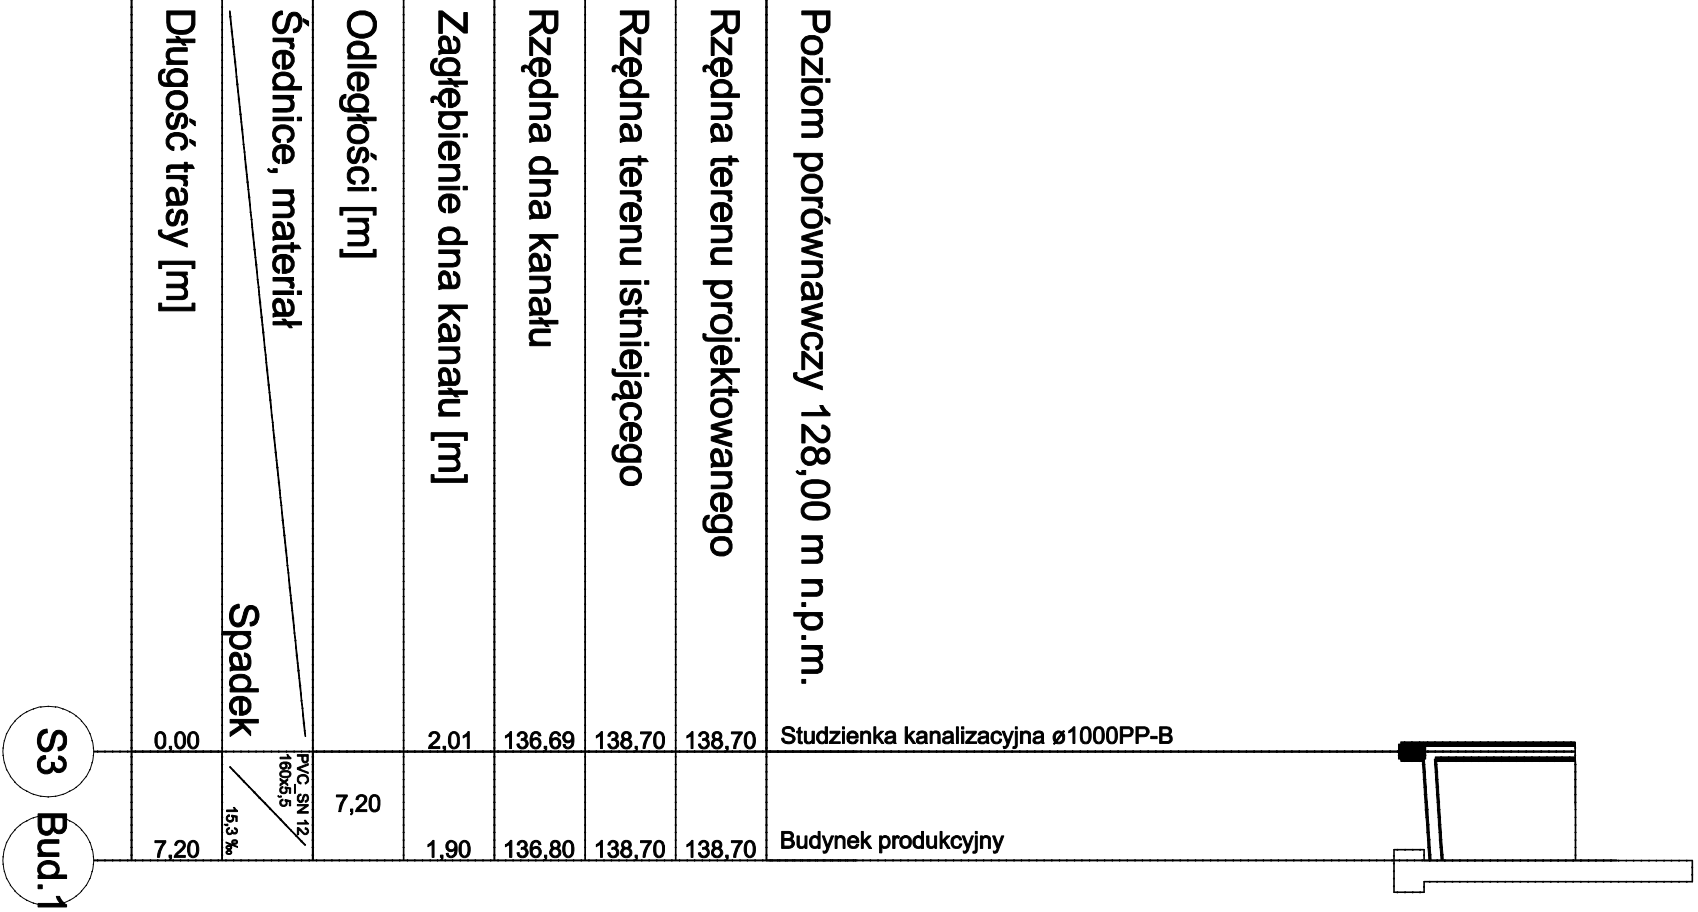 Poziom porównawczy 128,00 m n.p.m.
Studzienka kanalizacyjna ø1000PP-B
Budynek produkcyjny
Rzędna terenu projektowanego
138,70
138,70
Rzędna terenu istniejącego
138,70
138,70
Rzędna dna kanału
136,69
136,80
Zagłębienie dna kanału [m]
2,01
1,90
Odległości [m]
7,20
Średnice, materiał
Spadek
PVC_SN 12
160x5,5
15,3 ‰
Długość trasy [m]
0,00
7,20
S3
Bud.1